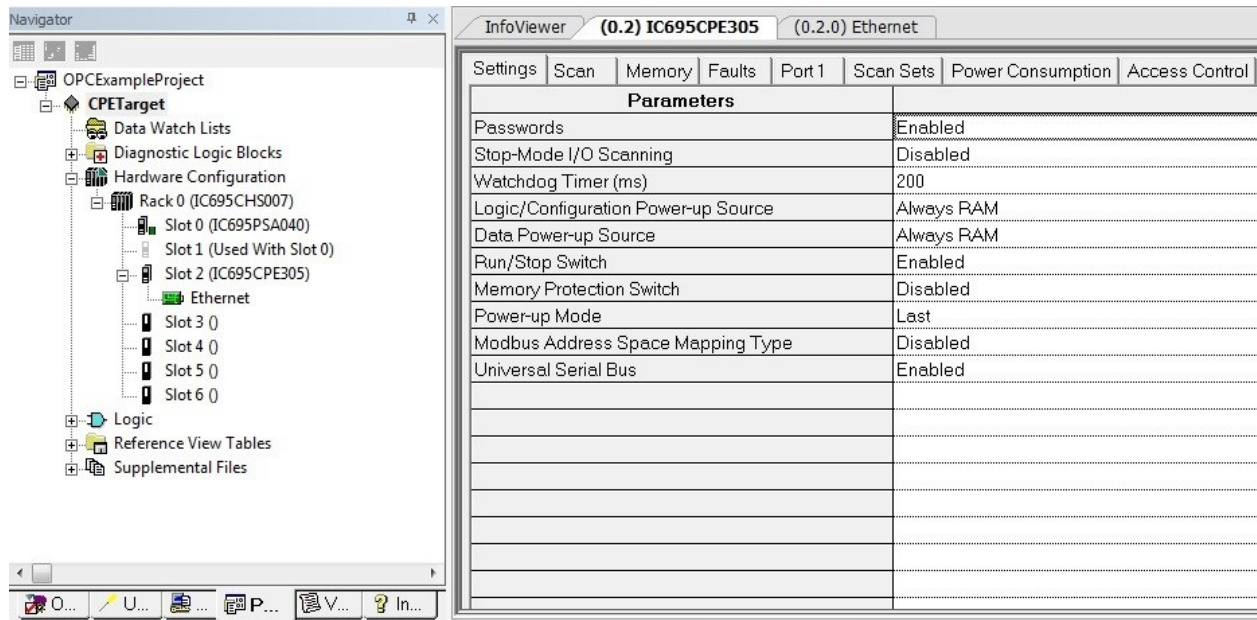 Navigator
OPCExampleProject
CPETarget
Data Watch Lists
Diagnostic Logic Blocks
Hardware Configuration
Rack 0 (IC695CHS007)
Slot 0 (IC695PSA040)
Slot 1 (Used With Slot 0)
Slot 2 (IC695CPE305)
Ethernet
Slot 3 ()
Slot 4 ()
Slot 5 ()
Slot 6 ()
Logic
Reference View Tables
Supplemental Files
O... U... ... P... V... In...
InfoViewer (0.2) IC695CPE305 (0.2.0) Ethernet
Settings Scan Memory Faults Port 1 Scan Sets Power Consumption Access Control
Parameters
Passwords Enabled
Stop-Mode I/O Scanning Disabled
Watchdog Timer (ms) 200
Logic/Configuration Power-up Source Always RAM
Data Power-up Source Always RAM
Run/Stop Switch Enabled
Memory Protection Switch Disabled
Power-up Mode Last
Modbus Address Space Mapping Type Disabled
Universal Serial Bus Enabled